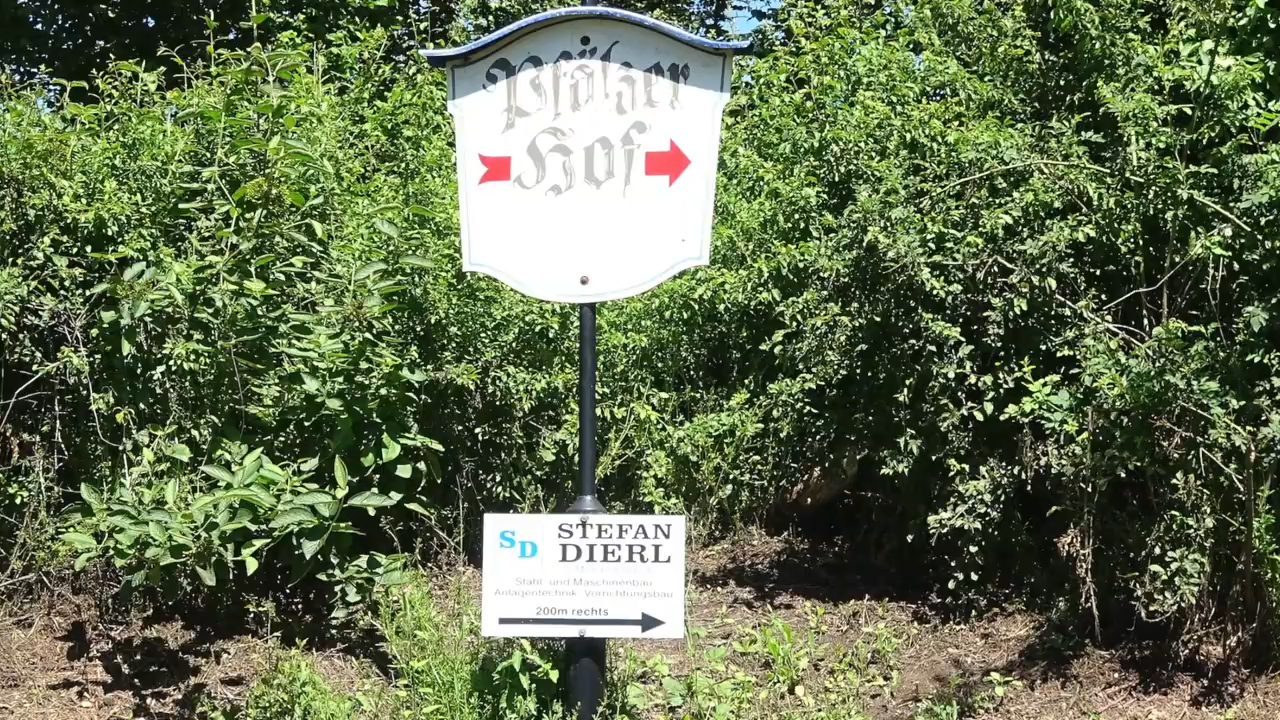 Pfälzer
Hof
SD
STEFAN
DIERL
Stahl- und Maschinenbau
Anlagentechnik Vorrichtungsbau
200m rechts